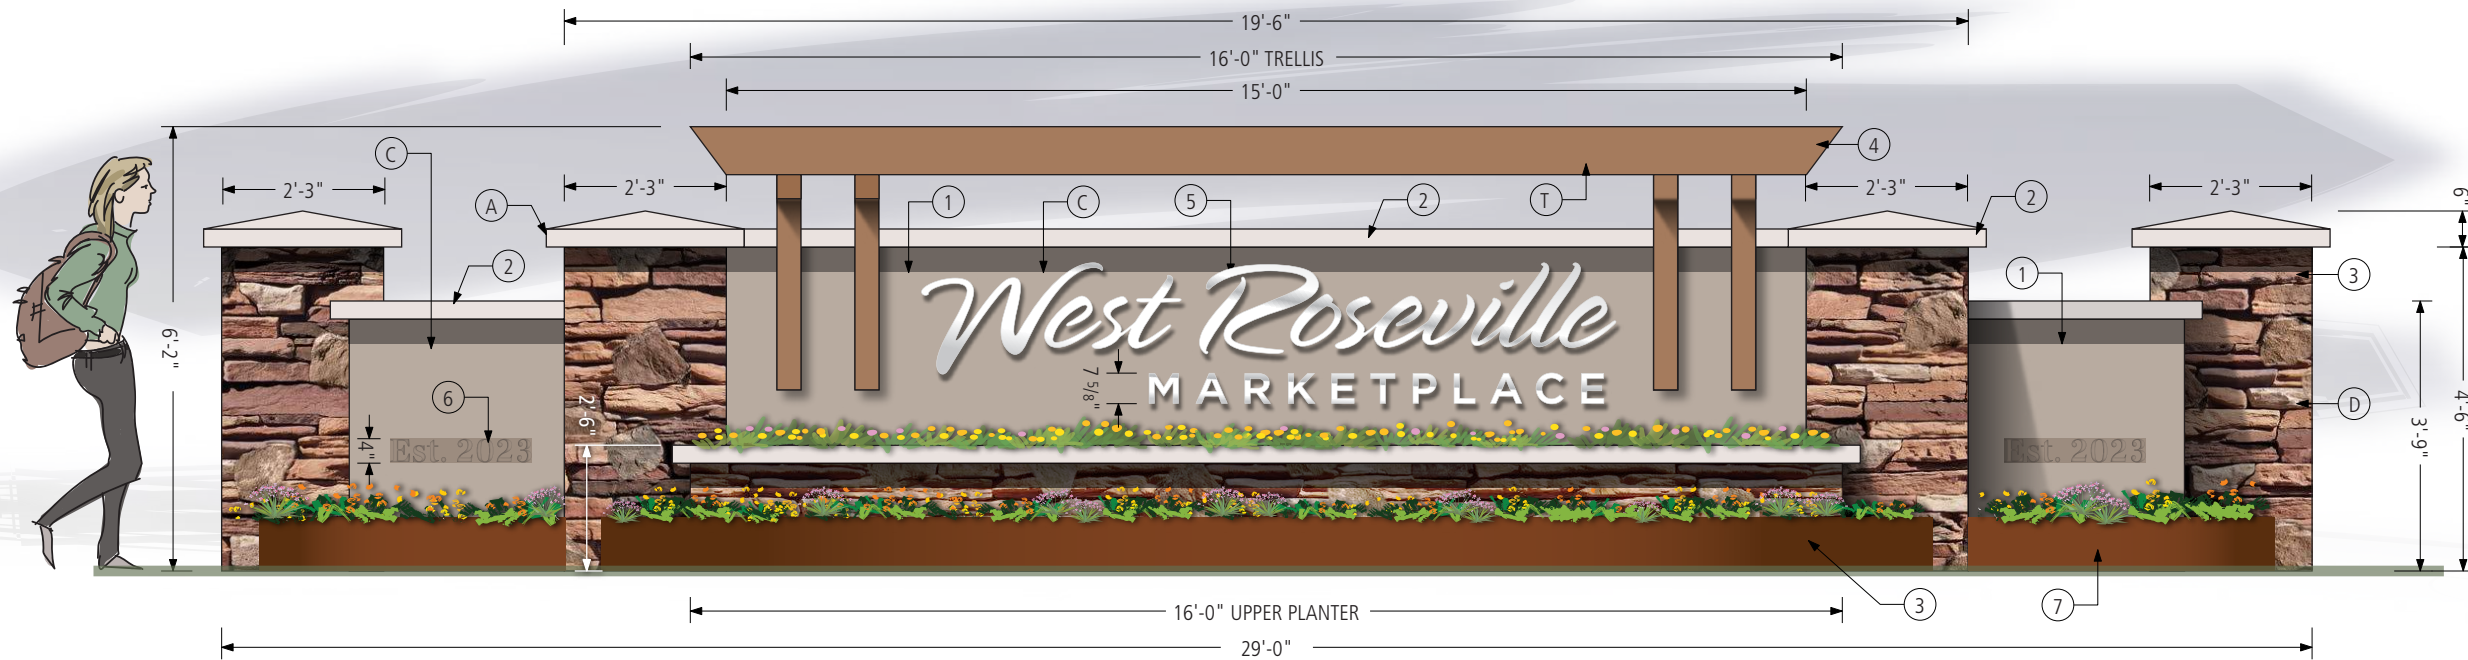 19'-6"
16'-0" TRELLIS
15'-0"
C
4
2'-3"
2'-3"
2'-3"
2'-3"
A
1
C
5
2
T
2
6"
2
1
3
West Roseville
MARKETPLACE
7 5/8"
6'-2"
6
2'-6"
4"
Est. 2023
Est. 2023
D
4'-6"
3'-9"
16'-0" UPPER PLANTER
3
7
29'-0"